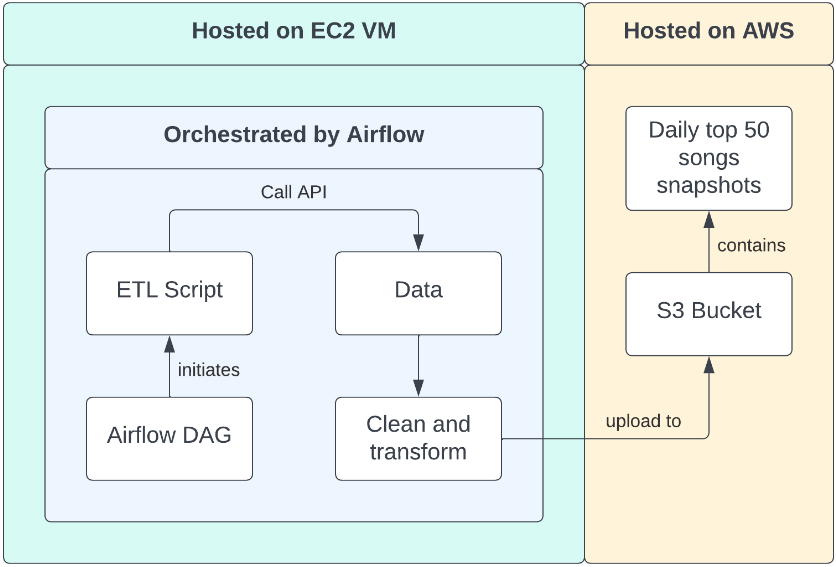 Hosted on EC2 VM
Hosted on AWS
Orchestrated by Airflow
Call API
ETL Script
Data
initiates
Airflow DAG
Clean and
transform
upload to
Daily top 50
songs
snapshots
contains
S3 Bucket